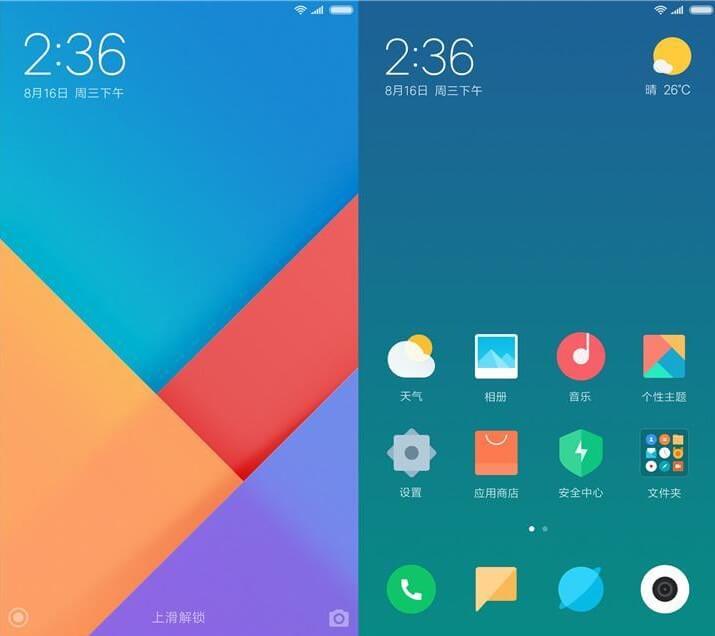 2:36
8月16日 周三下午
上滑解锁
2:36
8月16日 周三下午
晴 26°C
天气
相册
音乐
个性主题
设置
应用商店
安全中心
文件夹